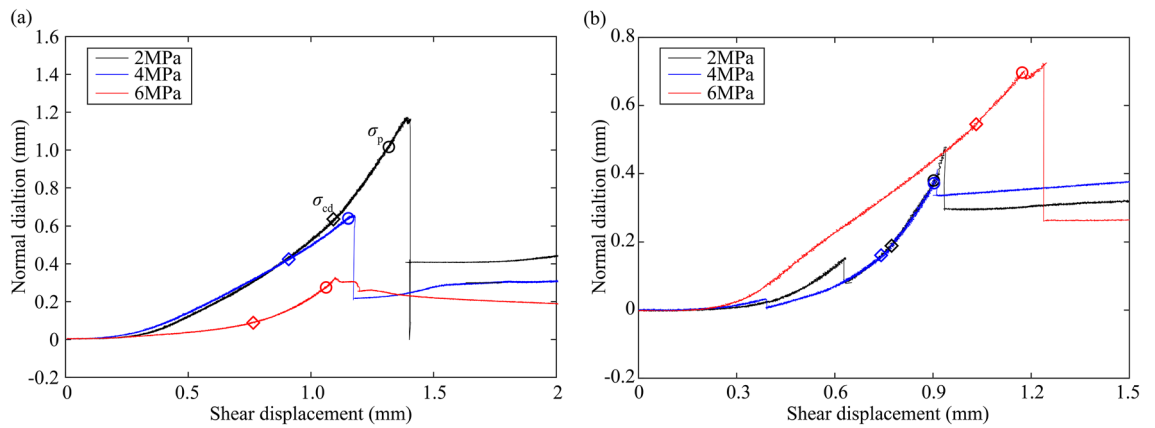 (a)
1.6
1.4
1.2
1.0
0.8
0.6
0.4
0.2
0
-0.2
Normal dialtion (mm)
2MPa
4MPa
6MPa
σp
σcd
0 0.5 1.0 1.5 2
Shear displacement (mm)
(b)
0.8
0.6
0.4
0.2
0
-0.2
Normal dialtion (mm)
2MPa
4MPa
6MPa
0 0.3 0.6 0.9 1.2 1.5
Shear displacement (mm)